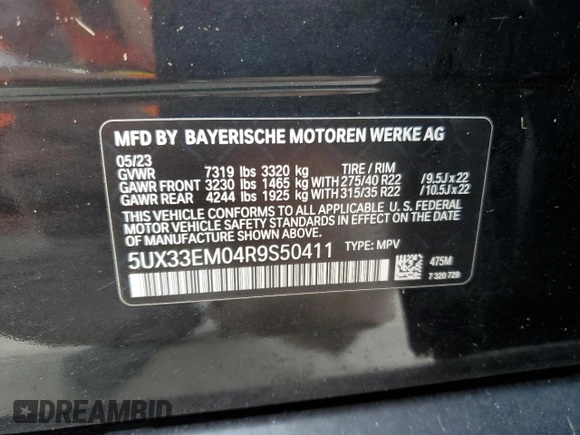 MFD BY BAYERISCHE MOTOREN WERKE AG
05/23
GVWR 7319 lbs 3320 kg TIRE / RIM
GAWR FRONT 3230 lbs 1465 kg WITH 275/40 R22 /9.5Jx22
GAWR REAR 4244 lbs 1925 kg WITH 315/35 R22 /10.5Jx22
THIS VEHICLE CONFORMS TO ALL APPLICABLE U. S. FEDERAL
MOTOR VEHICLE SAFETY STANDARDS IN EFFECT ON THE DATE
OF MANUFACTURE SHOWN ABOVE.
5UX33EM04R9S50411 TYPE: MPV
475M
7 320 729
DREAMBID